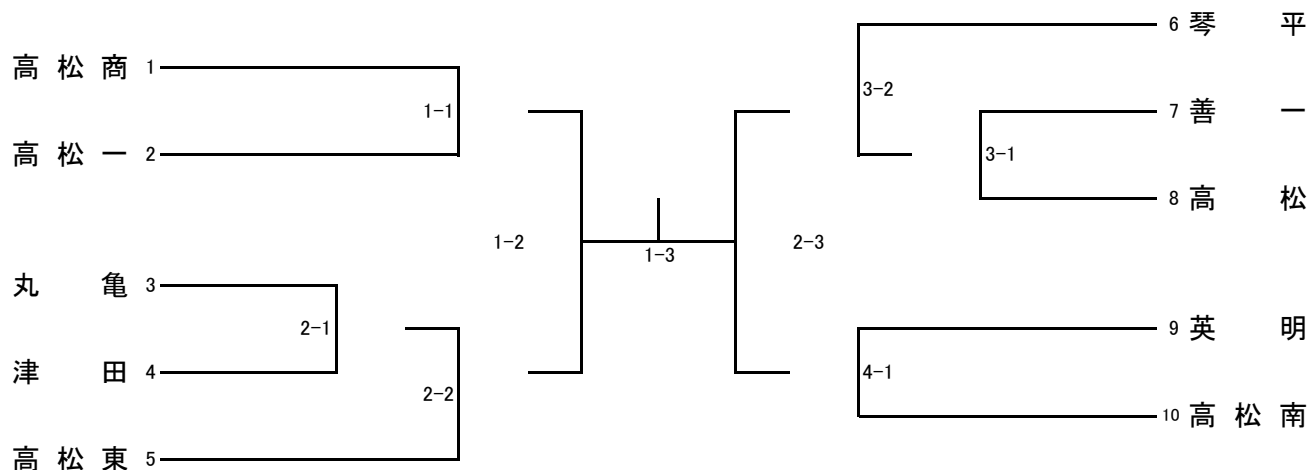 高松商 1
1-1
高松一 2
丸亀 3
2-1
津田 4
2-2
高松東 5
1-2
1-3
2-3
6 琴平
3-2
7 善一
3-1
8 高松
9 英明
4-1
10 高松南